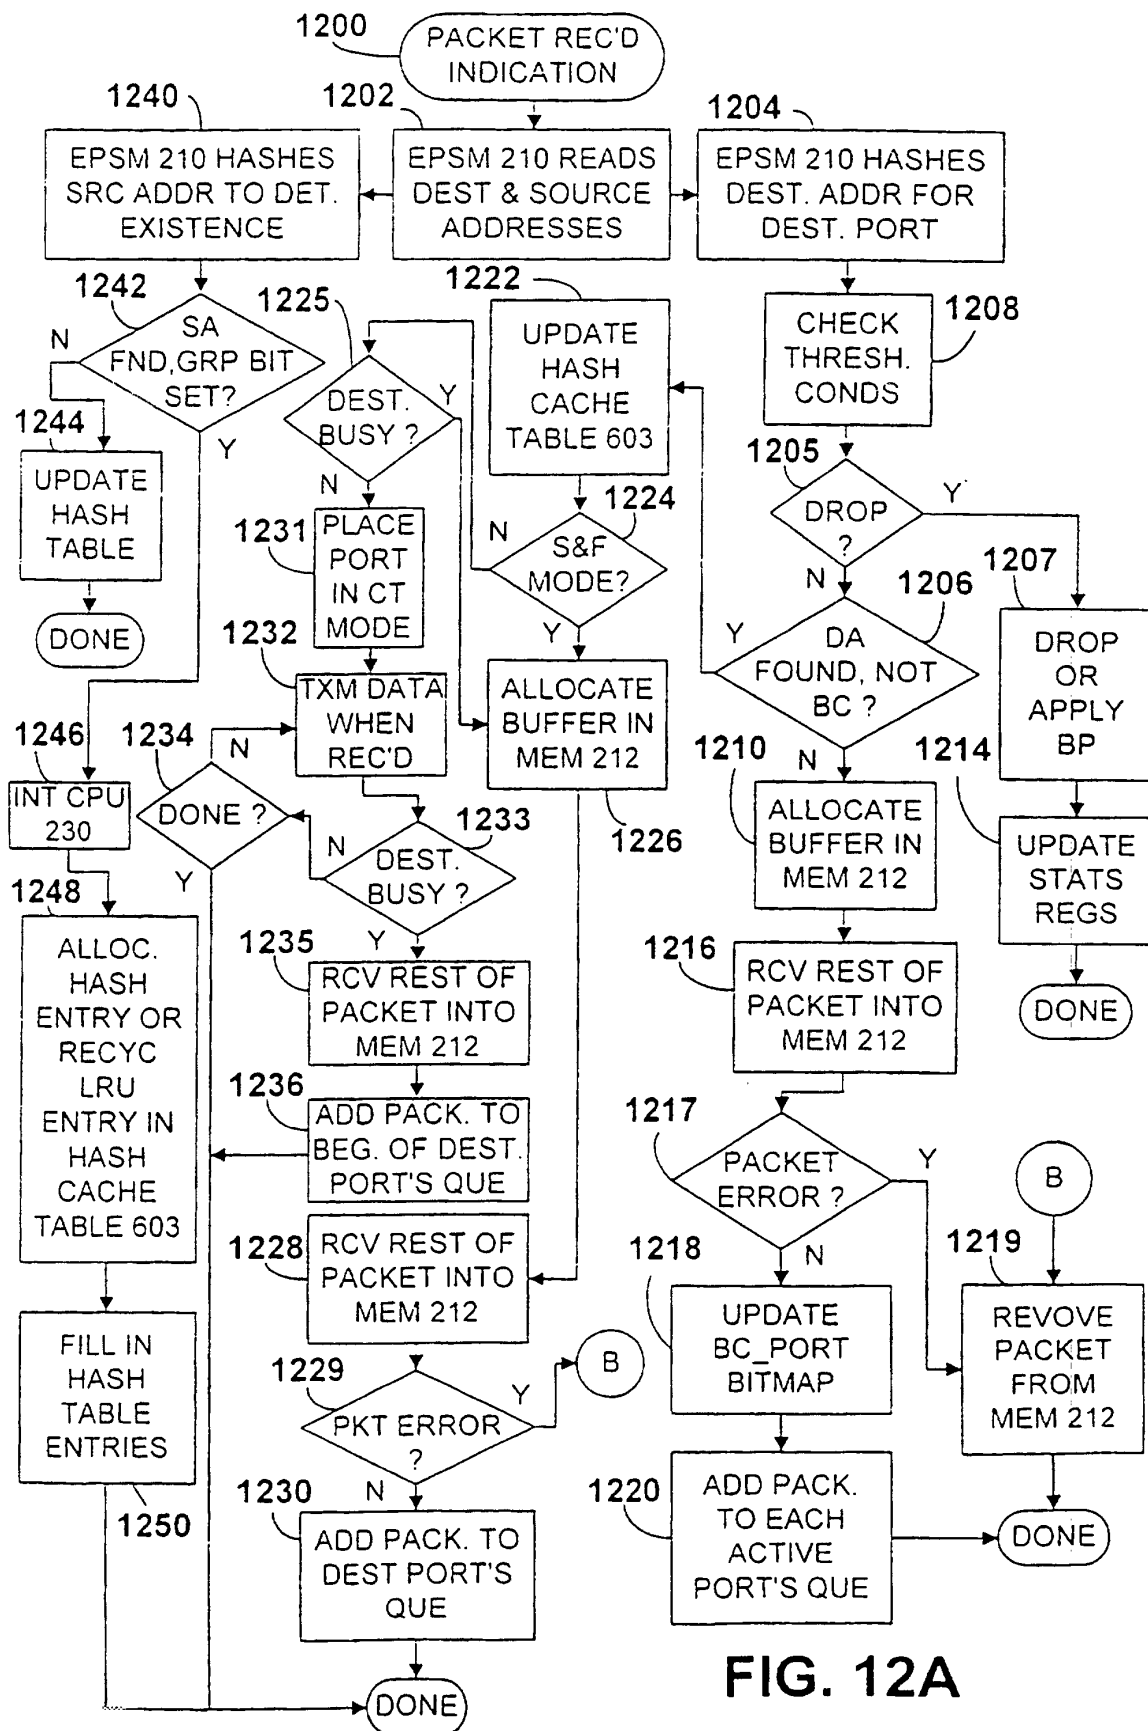 1200
PACKET REC'D
INDICATION
1240
1202
1204
EPSM 210 HASHES
SRC ADDR TO DET.
EXISTENCE
EPSM 210 READS
DEST & SOURCE
ADDRESSES
EPSM 210 HASHES
DEST. ADDR FOR
DEST. PORT
1242
SA
FND,GRP BIT
SET?
N
Y
1244
UPDATE
HASH
TABLE
DONE
1225
DEST.
BUSY ?
Y
N
1222
UPDATE
HASH
CACHE
TABLE 603
1208
CHECK
THRESH.
CONDS
1205
DROP
?
Y
N
1224
S&F
MODE?
N
Y
1231
PLACE
PORT
IN CT
MODE
1206
DA
FOUND, NOT
BC ?
Y
N
1207
DROP
OR
APPLY
BP
1232
TXM DATA
WHEN
REC'D
ALLOCATE
BUFFER IN
MEM 212
1226
1246
INT CPU
230
1234
DONE ?
N
Y
1233
DEST.
BUSY ?
N
Y
1210
ALLOCATE
BUFFER IN
MEM 212
1214
UPDATE
STATS
REGS
DONE
1248
ALLOC.
HASH
ENTRY OR
RECYC
LRU
ENTRY IN
HASH
CACHE
TABLE 603
1235
RCV REST OF
PACKET INTO
MEM 212
1216
RCV REST OF
PACKET INTO
MEM 212
1236
ADD PACK. TO
BEG. OF DEST.
PORT'S QUE
1217
PACKET
ERROR ?
Y
N
B
1228
RCV REST OF
PACKET INTO
MEM 212
1218
UPDATE
BC_PORT
BITMAP
1219
REVOVE
PACKET
FROM
MEM 212
FILL IN
HASH
TABLE
ENTRIES
1250
1229
PKT ERROR
?
Y
N
B
1230
ADD PACK. TO
DEST PORT'S
QUE
1220
ADD PACK.
TO EACH
ACTIVE
PORT'S QUE
DONE
DONE
FIG. 12A